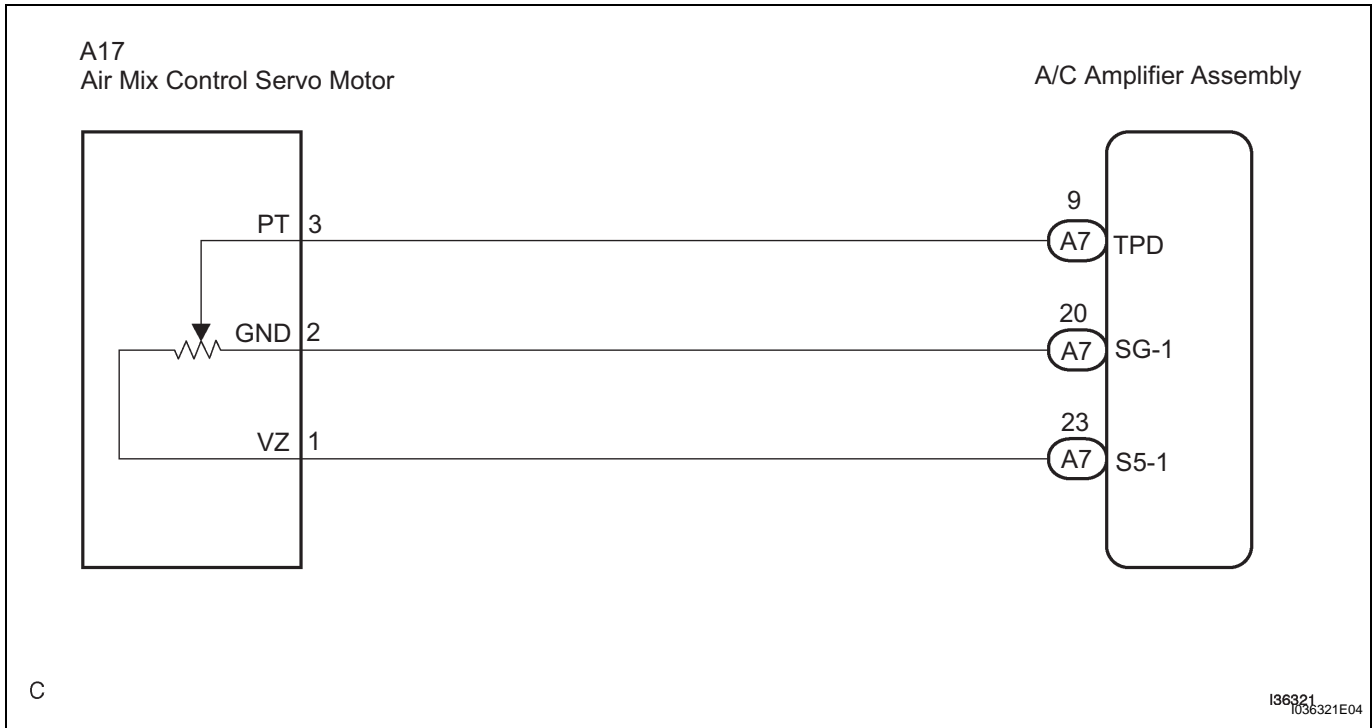 A17
Air Mix Control Servo Motor
A/C Amplifier Assembly
PT 3
9
A7 TPD
GND 2
20
A7 SG-1
VZ 1
23
A7 S5-1
C
I36321
I036321E04